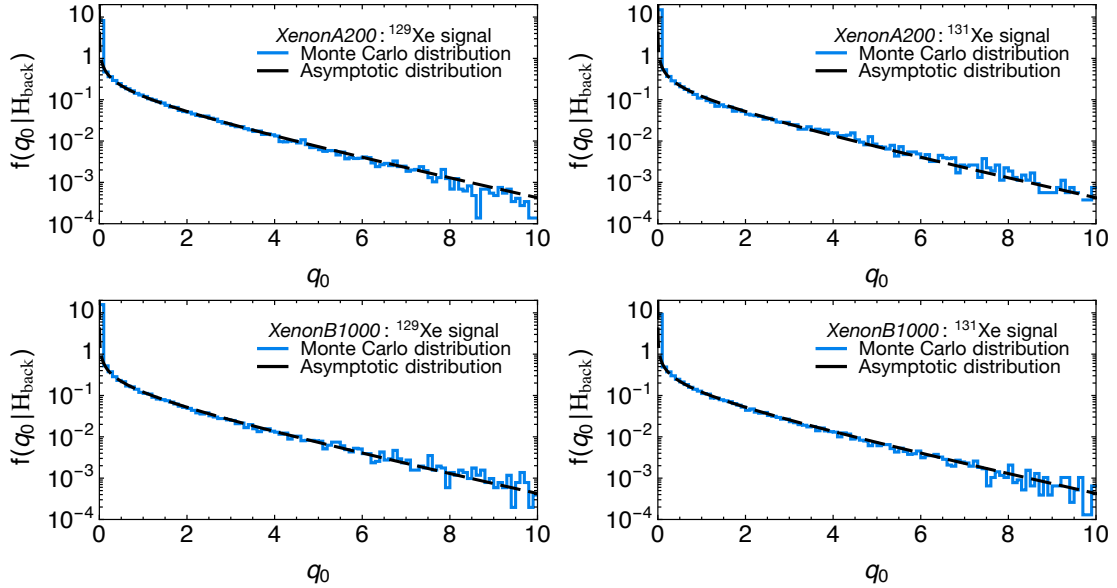 XenonA200: ¹²⁹Xe signal
Monte Carlo distribution
Asymptotic distribution
f(q₀|H_back)
10
1
10⁻¹
10⁻²
10⁻³
10⁻⁴
0 2 4 6 8 10
q₀
XenonA200: ¹³¹Xe signal
Monte Carlo distribution
Asymptotic distribution
f(q₀|H_back)
10
1
10⁻¹
10⁻²
10⁻³
10⁻⁴
0 2 4 6 8 10
q₀
XenonB1000: ¹²⁹Xe signal
Monte Carlo distribution
Asymptotic distribution
f(q₀|H_back)
10
1
10⁻¹
10⁻²
10⁻³
10⁻⁴
0 2 4 6 8 10
q₀
XenonB1000: ¹³¹Xe signal
Monte Carlo distribution
Asymptotic distribution
f(q₀|H_back)
10
1
10⁻¹
10⁻²
10⁻³
10⁻⁴
0 2 4 6 8 10
q₀